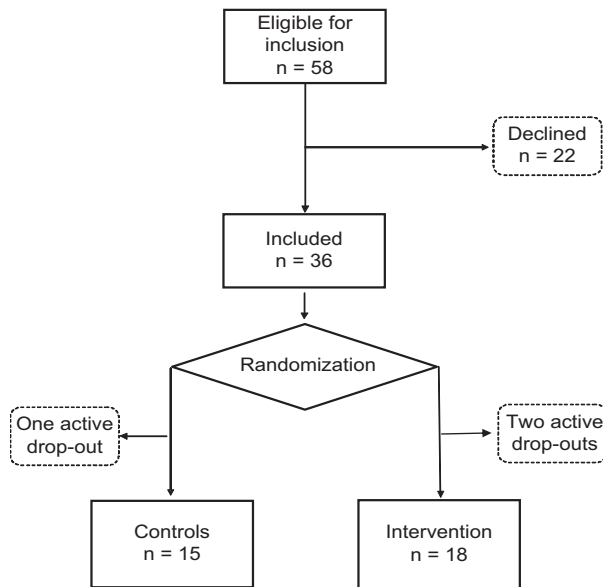 Eligible for
inclusion
n = 58
Declined
n = 22
Included
n = 36
Randomization
One active
drop-out
Two active
drop-outs
Controls
n = 15
Intervention
n = 18